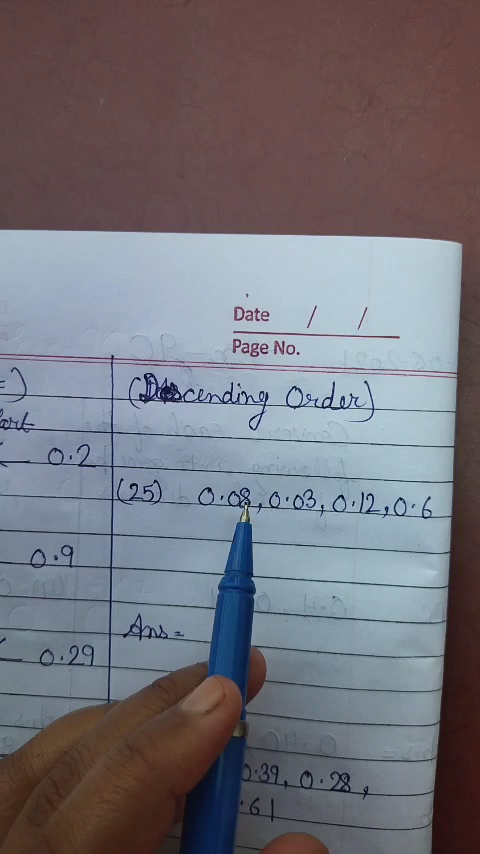 Date / /
Page No.
=)
(Descending Order)
0.2
(25) 0.08, 0.03, 0.12, 0.6
0.9
Ans=
0.29
0.39, 0.28,
.61